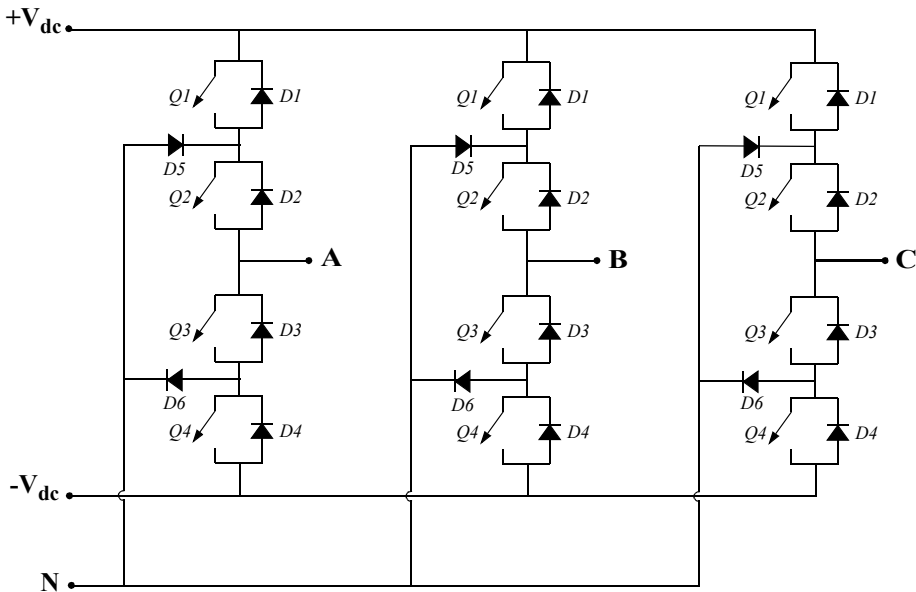 +Vdc
Q1 D1 Q1 D1 Q1 D1
D5 D5 D5
Q2 D2 Q2 D2 Q2 D2
A B C
Q3 D3 Q3 D3 Q3 D3
D6 D6 D6
Q4 D4 Q4 D4 Q4 D4
-Vdc
N